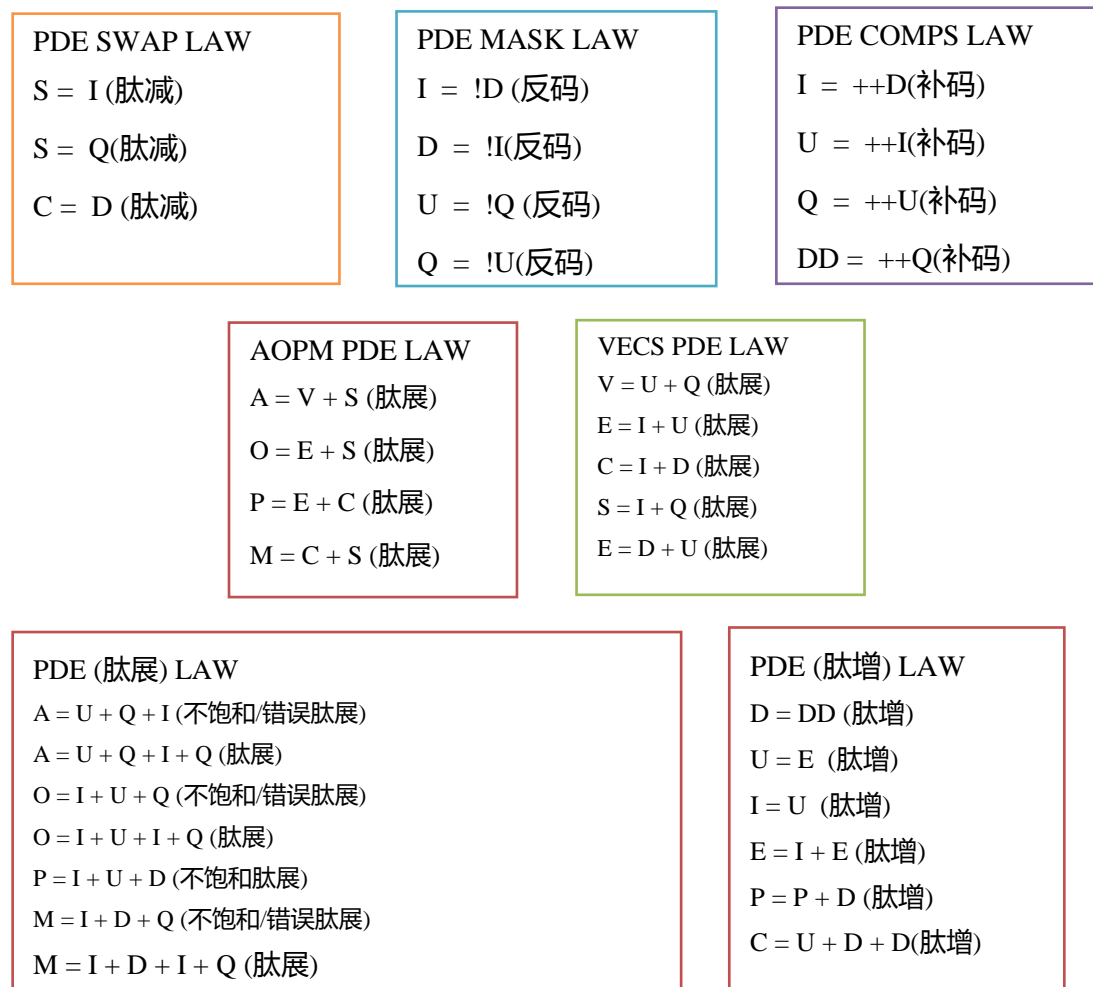 PDE SWAP LAW
S = I (肽减)
S = Q(肽减)
C = D (肽减)
PDE MASK LAW
I = !D (反码)
D = !I(反码)
U = !Q (反码)
Q = !U(反码)
PDE COMPS LAW
I = ++D(补码)
U = ++I(补码)
Q = ++U(补码)
DD = ++Q(补码)
AOPM PDE LAW
A = V + S (肽展)
O = E + S (肽展)
P = E + C (肽展)
M = C + S (肽展)
VECS PDE LAW
V = U + Q (肽展)
E = I + U (肽展)
C = I + D (肽展)
S = I + Q (肽展)
E = D + U (肽展)
PDE (肽展) LAW
A = U + Q + I (不饱和/错误肽展)
A = U + Q + I + Q (肽展)
O = I + U + Q (不饱和/错误肽展)
O = I + U + I + Q (肽展)
P = I + U + D (不饱和肽展)
M = I + D + Q (不饱和/错误肽展)
M = I + D + I + Q (肽展)
PDE (肽增) LAW
D = DD (肽增)
U = E (肽增)
I = U (肽增)
E = I + E (肽增)
P = P + D (肽增)
C = U + D + D(肽增)